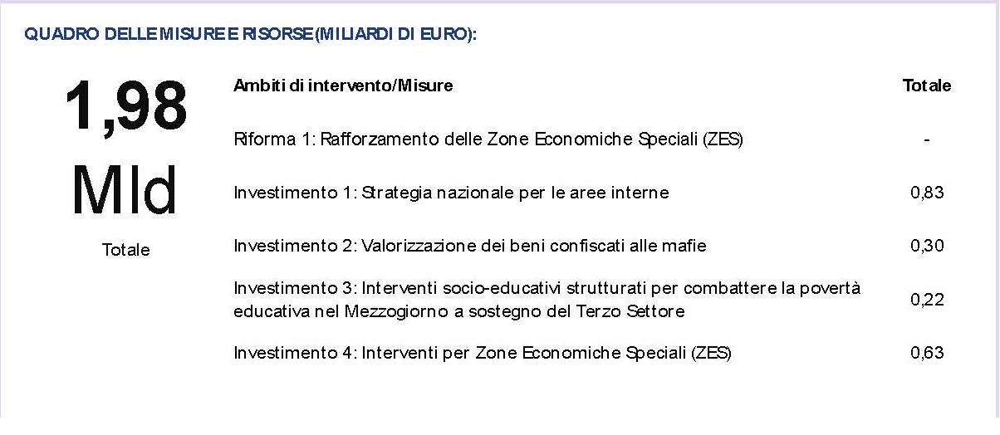 QUADRO DELLE MISURE E RISORSE (MILIARDI DI EURO):
1,98
Mld
Totale
Ambiti di intervento/Misure Totale
Riforma 1: Rafforzamento delle Zone Economiche Speciali (ZES) -
Investimento 1: Strategia nazionale per le aree interne 0,83
Investimento 2: Valorizzazione dei beni confiscati alle mafie 0,30
Investimento 3: Interventi socio-educativi strutturati per combattere la povertà
educativa nel Mezzogiorno a sostegno del Terzo Settore 0,22
Investimento 4: Interventi per Zone Economiche Speciali (ZES) 0,63